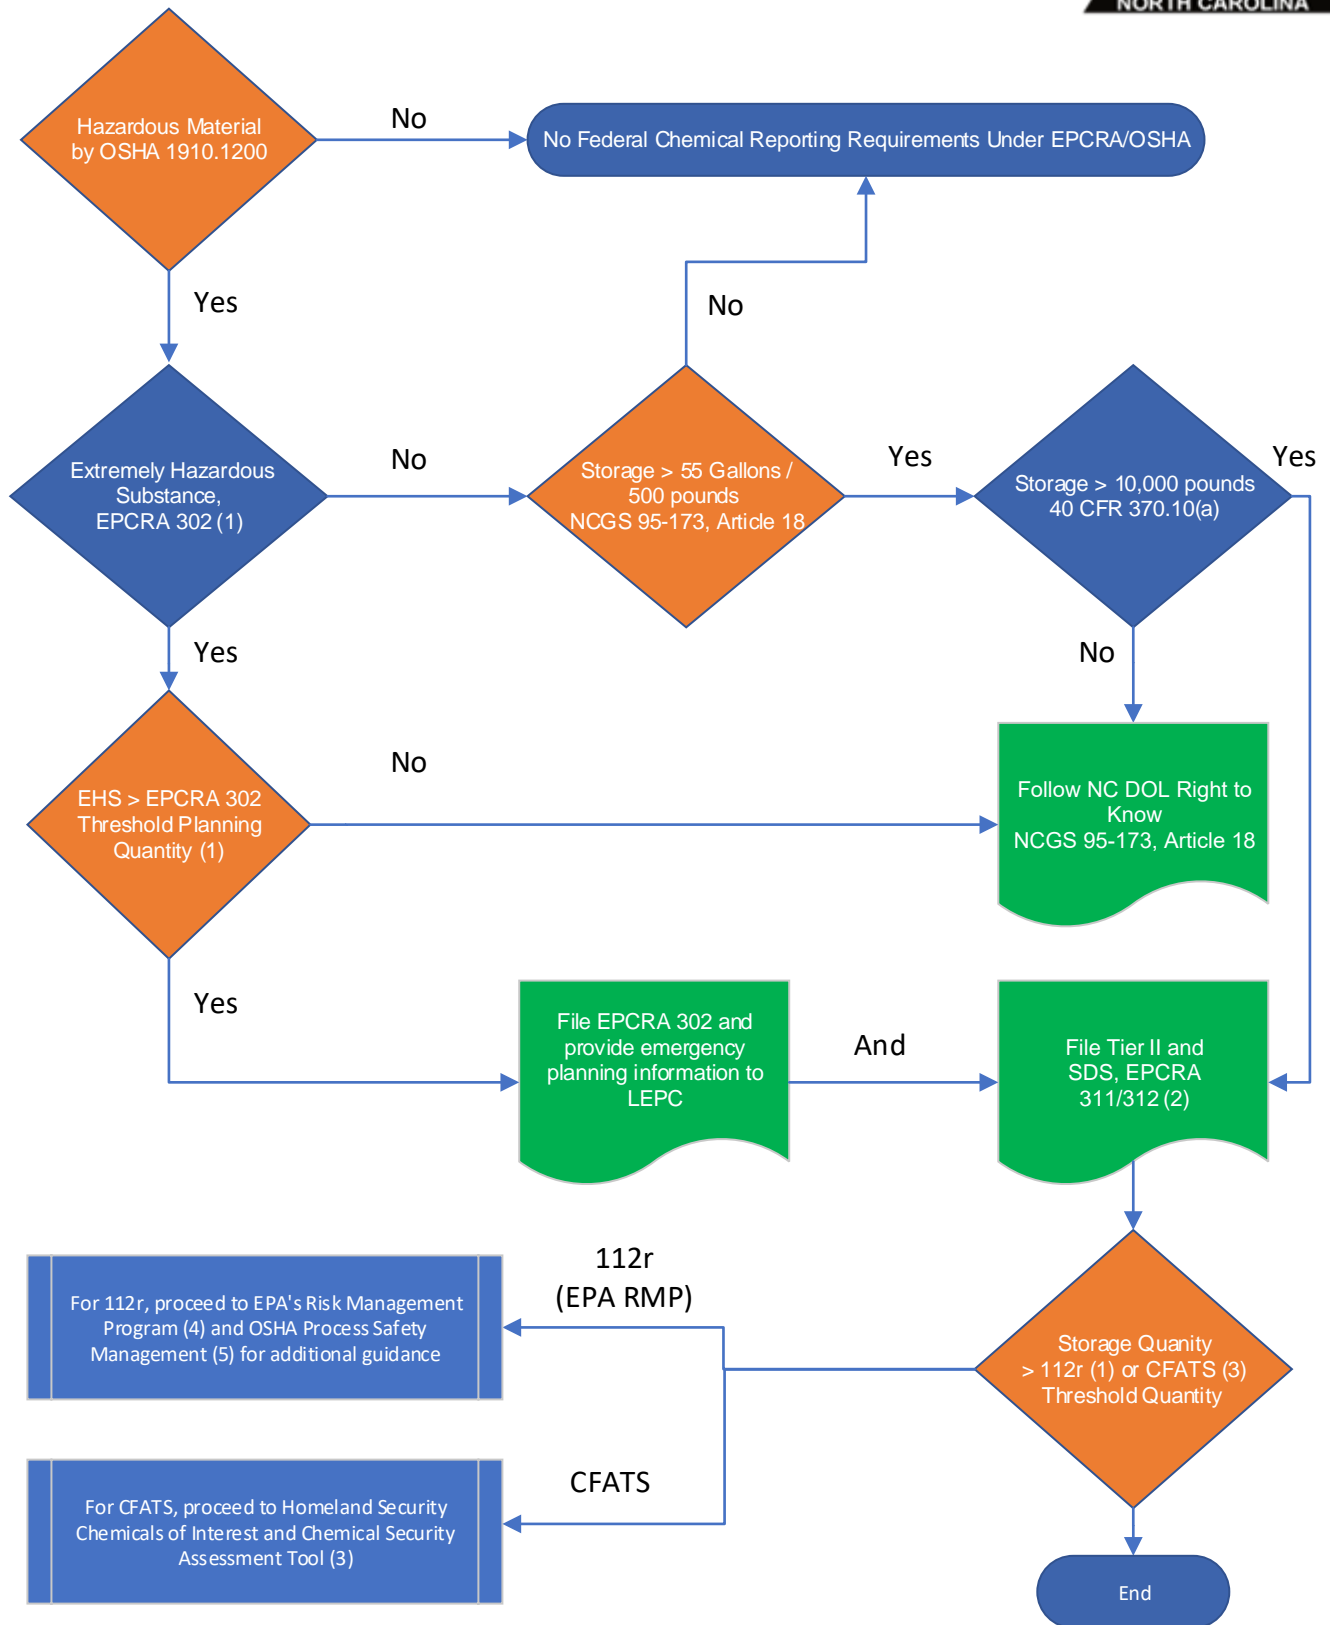 NORTH CAROLINA
Hazardous Material
by OSHA 1910.1200
No
No Federal Chemical Reporting Requirements Under EPCRA/OSHA
Yes
No
Extremely Hazardous
Substance,
EPCRA 302 (1)
No
Storage > 55 Gallons /
500 pounds
NCGS 95-173, Article 18
Yes
Storage > 10,000 pounds
40 CFR 370.10(a)
Yes
Yes
No
EHS > EPCRA 302
Threshold Planning
Quantity (1)
No
Follow NC DOL Right to
Know
NCGS 95-173, Article 18
Yes
File EPCRA 302 and
provide emergency
planning information to
LEPC
And
File Tier II and
SDS, EPCRA
311/312 (2)
112r
(EPA RMP)
For 112r, proceed to EPA's Risk Management
Program (4) and OSHA Process Safety
Management (5) for additional guidance
Storage Quanity
> 112r (1) or CFATS (3)
Threshold Quantity
CFATS
For CFATS, proceed to Homeland Security
Chemicals of Interest and Chemical Security
Assessment Tool (3)
End